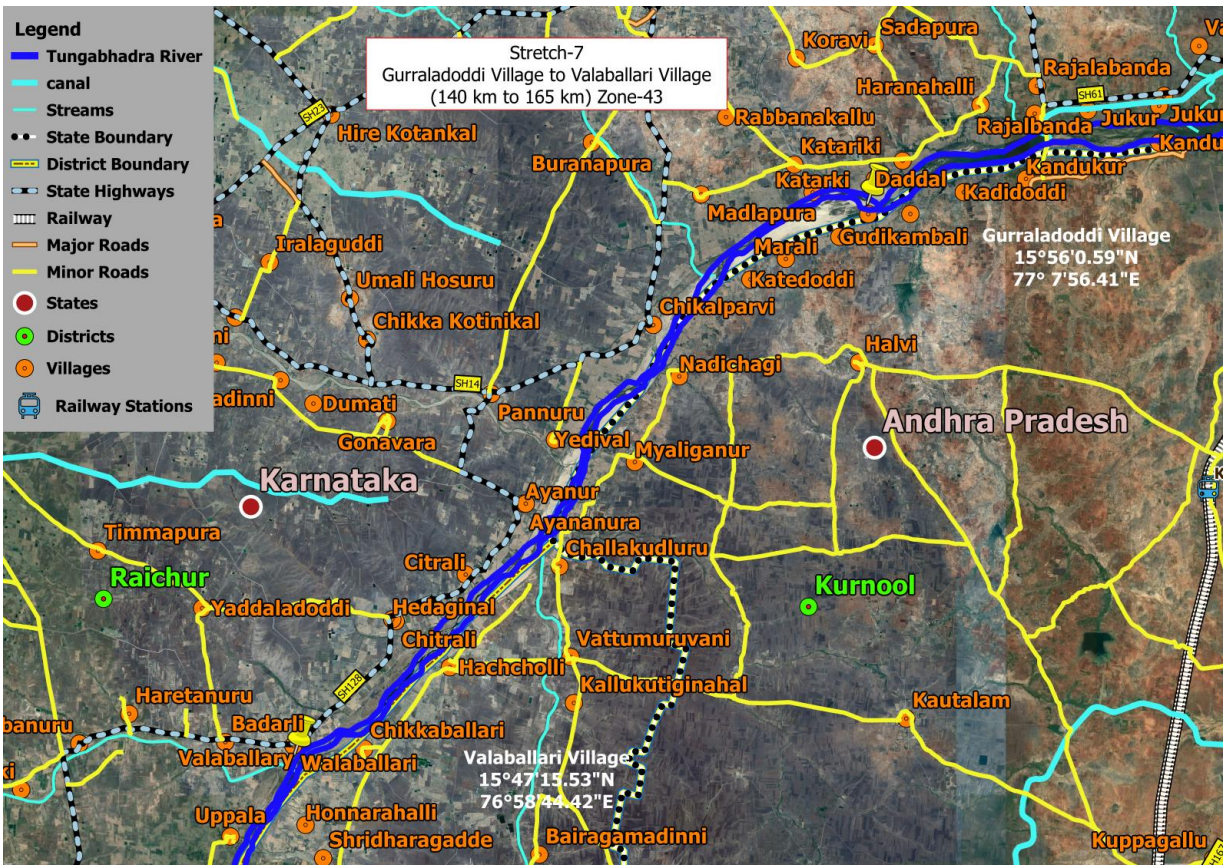 Legend
Tungabhadra River
canal
Streams
State Boundary
District Boundary
State Highways
Railway
Major Roads
Minor Roads
States
Districts
Villages
Railway Stations
Stretch-7
Gurraladoddi Village to Valaballari Village
(140 km to 165 km) Zone-43
Koravi
Sadapura
Haranahalli
Rajalabanda
SH61
SH23
Hire Kotankal
Rabbanakallu
Rajalbanda
Jukur
Jukur
Buranapura
Katariki
Kandukur
Katarki
Daddal
Kadidoddi
Madlapura
Iralaguddi
Marali
Gudikambali
Gurraladoddi Village
15°56'0.59"N
77° 7'56.41"E
Katedoddi
Umali Hosuru
Chikalparvi
Chikka Kotinikal
Halvi
Nadichagi
SH14
adinni
Dumati
Pannuru
Gonavara
Yedival
Andhra Pradesh
Myaliganur
Karnataka
Ayanur
Ayananura
Timmapura
Challakudluru
Citrali
Raichur
Kurnool
Yaddaladoddi
Hedaginal
Chitrali
Vattumuruvani
Hachcholli
SH128
Kallukutiginahal
Haretanuru
Kautalam
banuru
Badarli
Chikkaballari
Valaballary
Walaballari
Valaballari Village
15°47'15.53"N
76°58'44.42"E
Uppala
Honnarahalli
Shridharagadde
Bairagamadinni
Kuppagallu